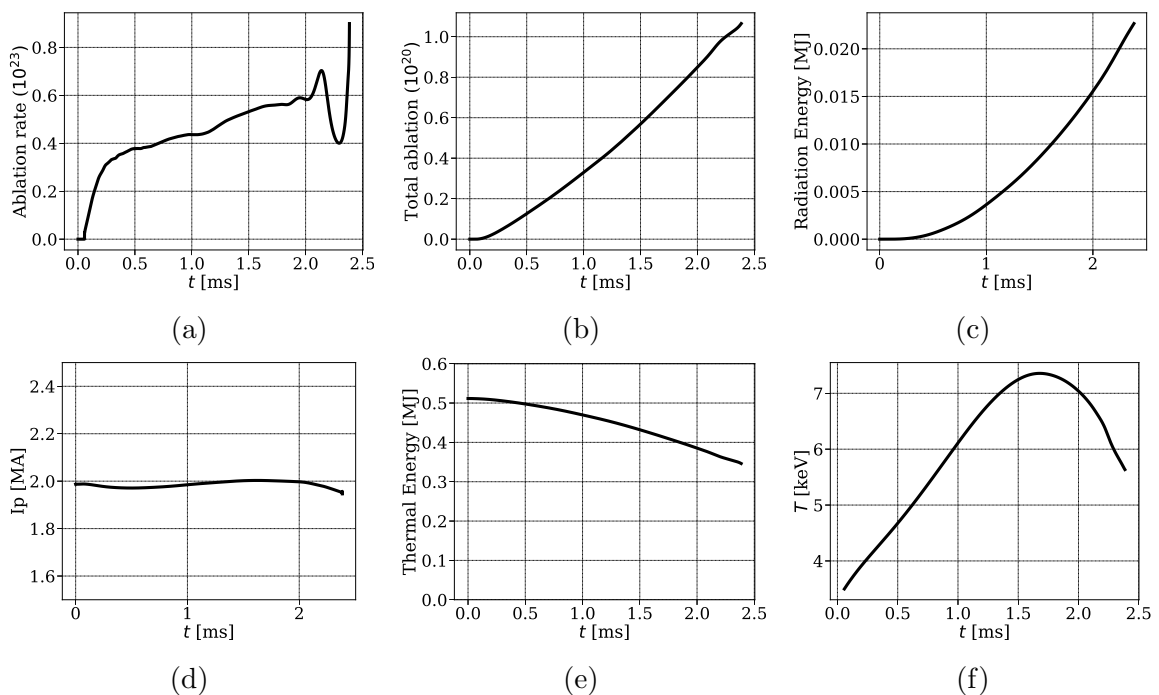 Ablation rate (10²³)
0.8
0.6
0.4
0.2
0.0
0.0 0.5 1.0 1.5 2.0 2.5
t [ms]
(a)
Total ablation (10²⁰)
1.0
0.8
0.6
0.4
0.2
0.0
0.0 0.5 1.0 1.5 2.0 2.5
t [ms]
(b)
Radiation Energy [MJ]
0.020
0.015
0.010
0.005
0.000
0 1 2
t [ms]
(c)
Ip [MA]
2.4
2.2
2.0
1.8
1.6
0 1 2
t [ms]
(d)
Thermal Energy [MJ]
0.6
0.5
0.4
0.3
0.2
0.1
0.0
0.0 0.5 1.0 1.5 2.0 2.5
t [ms]
(e)
T [keV]
7
6
5
4
0.0 0.5 1.0 1.5 2.0 2.5
t [ms]
(f)